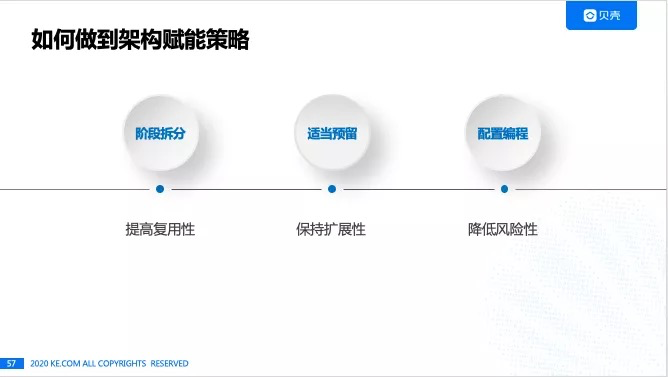 如何做到架构赋能策略
贝壳
阶段拆分
适当预留
配置编程
提高复用性
保持扩展性
降低风险性
57
2020 KE.COM ALL COPYRIGHTS RESERVED